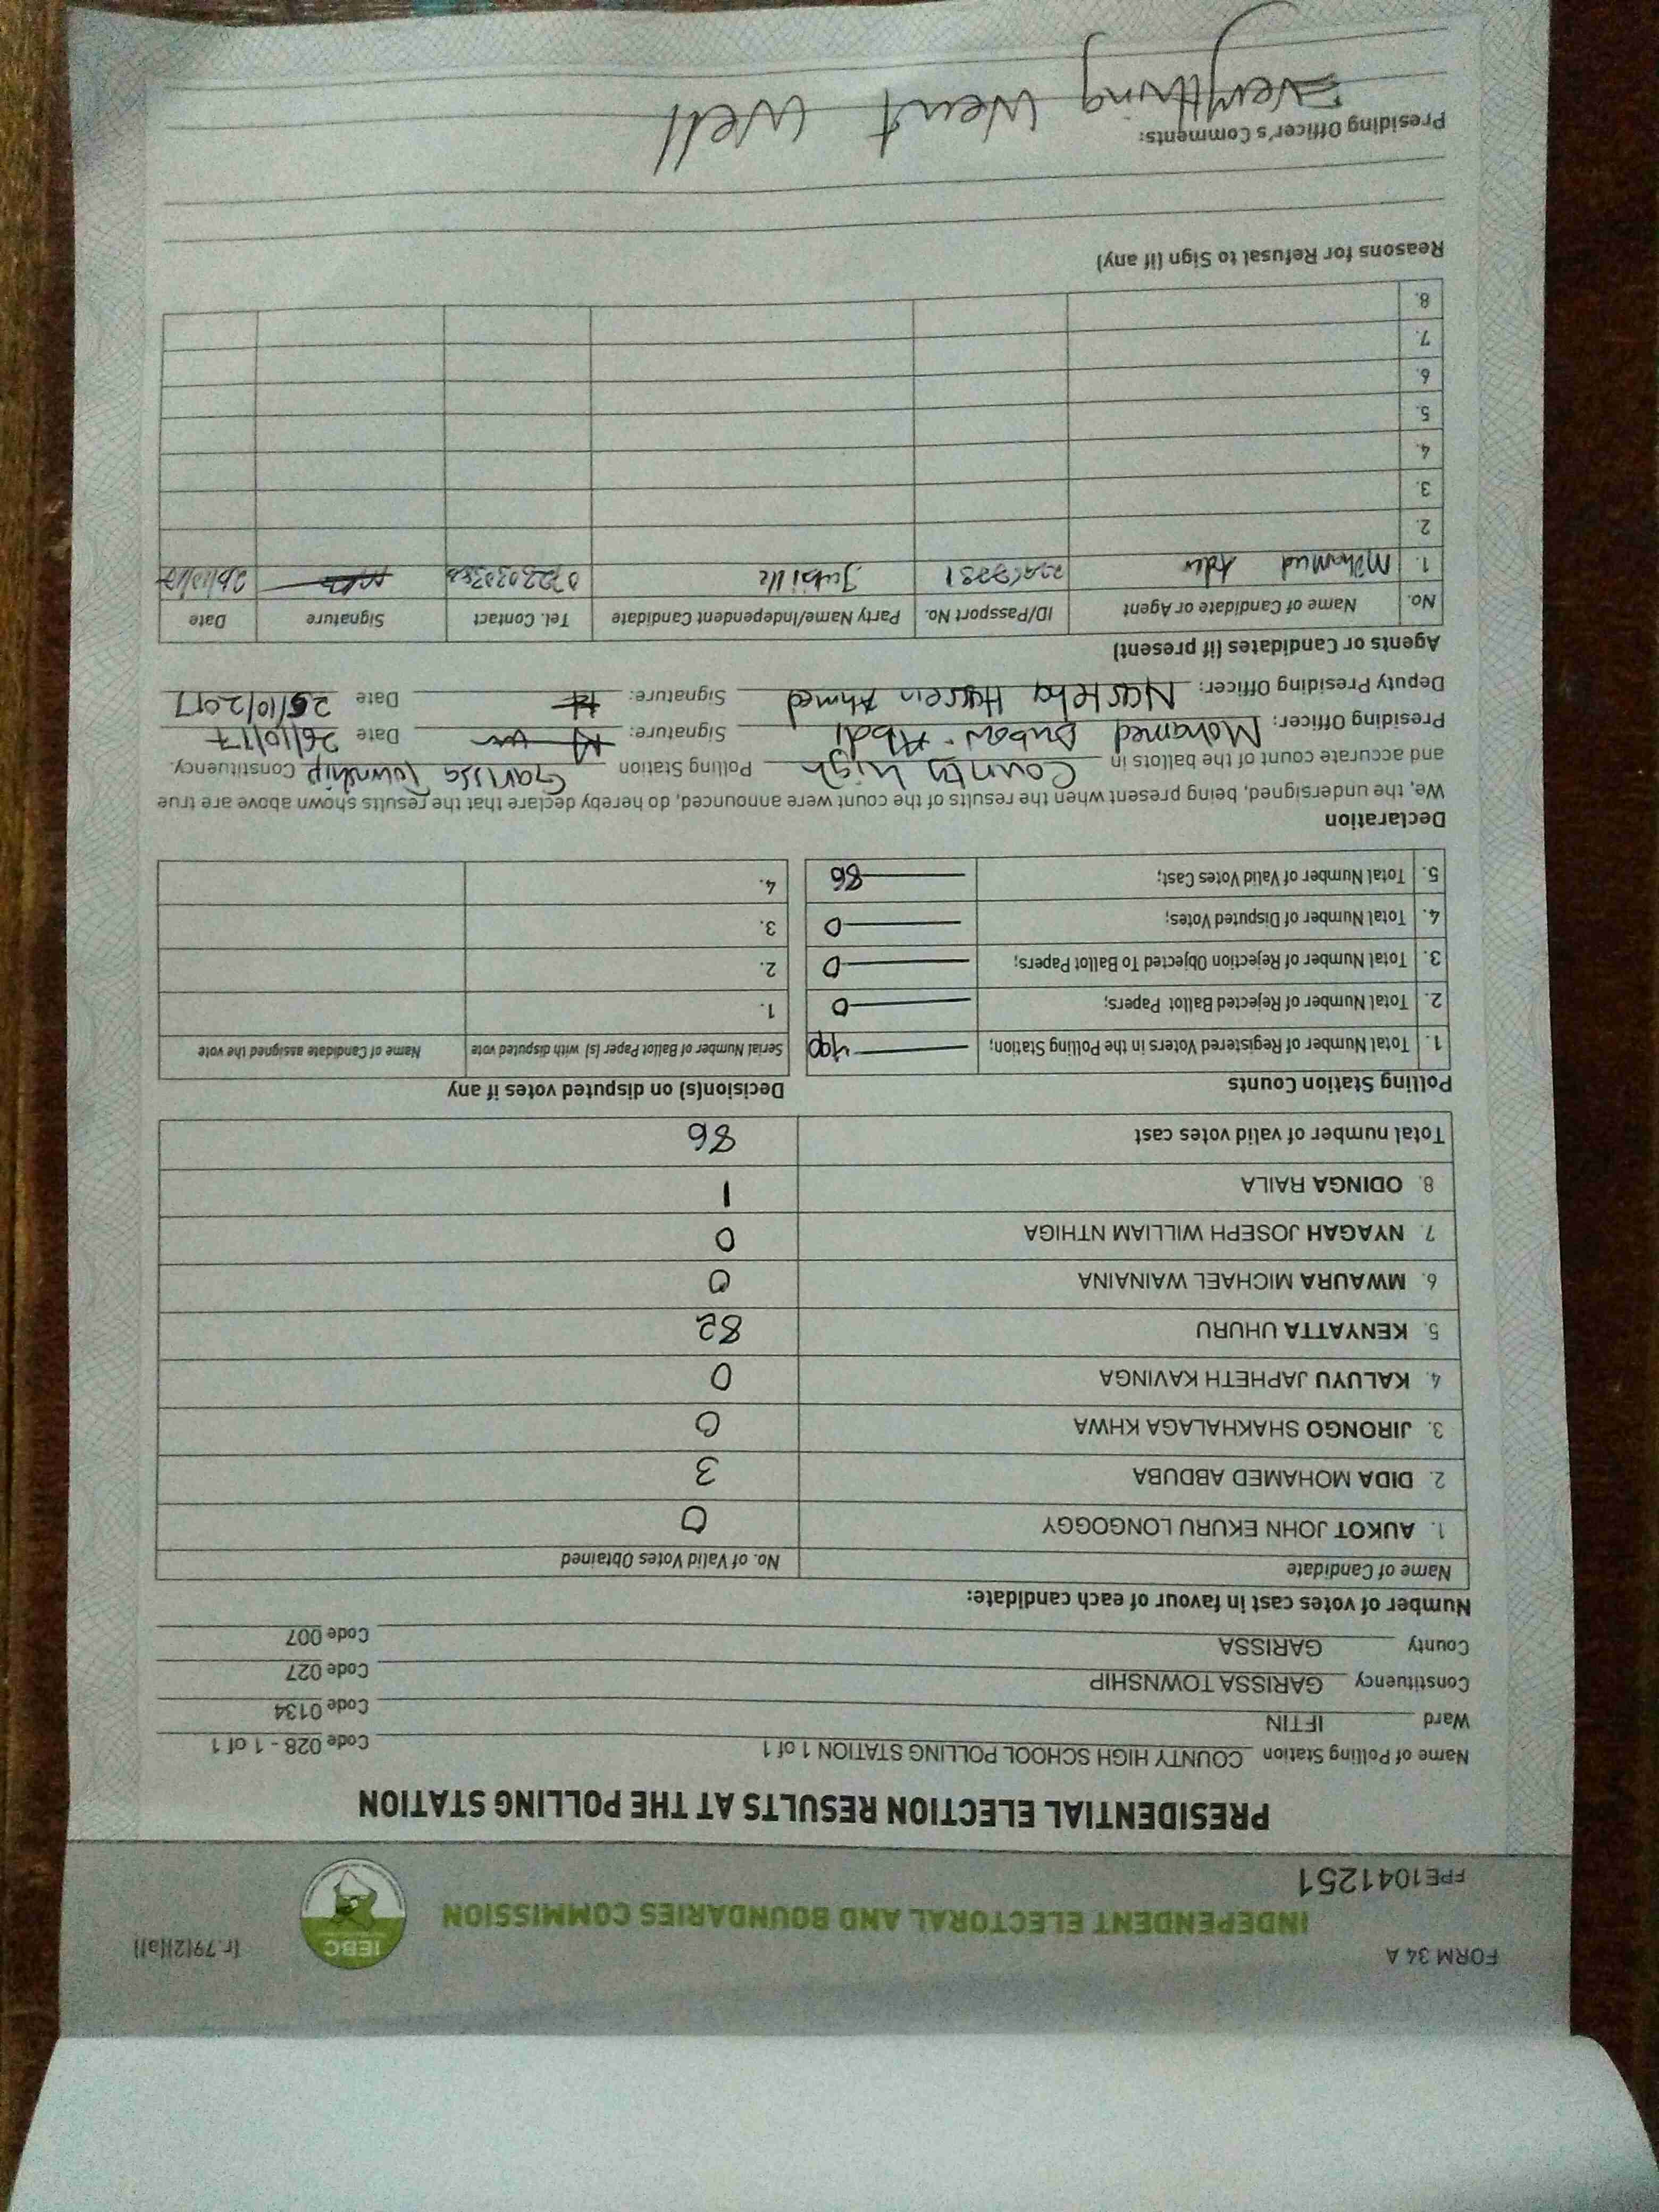 FORM 34 A
[r.79(2)(a)]
INDEPENDENT ELECTORAL AND BOUNDARIES COMMISSION
IEBC
FPE1041251
PRESIDENTIAL ELECTION RESULTS AT THE POLLING STATION
Name of Polling Station COUNTY HIGH SCHOOL POLLING STATION 1 of 1 Code 028 - 1 of 1
Ward IFTIN Code 0134
Constituency GARISSA TOWNSHIP Code 027
County GARISSA Code 007
Number of votes cast in favour of each candidate:
Name of Candidate No. of Valid Votes Obtained
1. AUKOT JOHN EKURU LONGOGGY 0
2. DIDA MOHAMED ABDUBA 3
3. JIRONGO SHAKHALAGA KHWA 0
4. KALUYU JAPHETH KAVINGA 0
5. KENYATTA UHURU 82
6. MWAURA MICHAEL WAINAINA 0
7. NYAGAH JOSEPH WILLIAM NTHIGA 0
8. ODINGA RAILA 1
Total number of valid votes cast 86
Polling Station Counts Decision(s) on disputed votes if any
1. Total Number of Registered Voters in the Polling Station;
2. Total Number of Rejected Ballot Papers; 0
3. Total Number of Rejection Objected To Ballot Papers; 0
4. Total Number of Disputed Votes; 0
5. Total Number of Valid Votes Cast; 86
Serial Number of Ballot Paper (s) with disputed vote Name of Candidate assigned the vote
1.
2.
3.
4.
Declaration
We, the undersigned, being present when the results of the count were announced, do hereby declare that the results shown above are true
and accurate count of the ballots in County High Polling Station Garissa Township Constituency.
Presiding Officer: Mohamed Bubow Abdi Signature: Date 26/10/17
Deputy Presiding Officer: Hussein Ahmed Signature: Date 26/10/2017
Agents or Candidates (if present)
No. Name of Candidate or Agent ID/Passport No. Party Name/Independent Candidate Tel. Contact Signature Date
1. Mohamud Aden Jubille 26/10/17
2.
3.
4.
5.
6.
7.
8.
Reasons for Refusal to Sign (if any)
Presiding Officer's Comments:
Everything went well